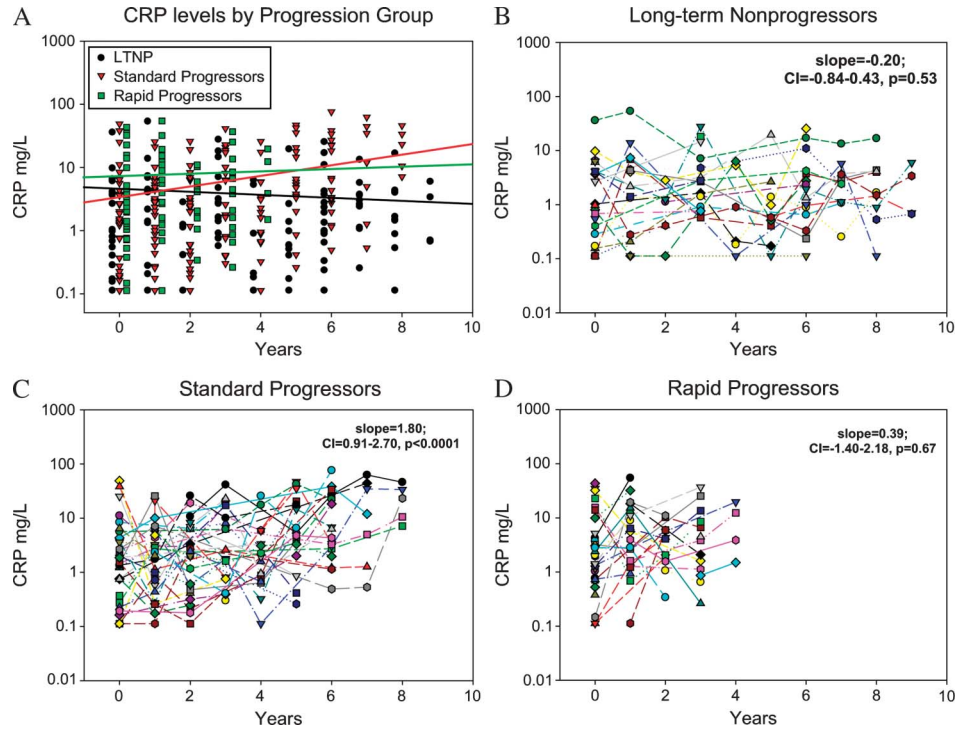 A
CRP levels by Progression Group
1000
100
10
1
0.1
CRP mg/L
LTNP
Standard Progressors
Rapid Progressors
0 2 4 6 8 10
Years
B
Long-term Nonprogressors
slope=-0.20;
CI=-0.84-0.43, p=0.53
1000
100
10
1
0.1
0.01
CRP mg/L
0 2 4 6 8 10
Years
C
Standard Progressors
slope=1.80;
CI=0.91-2.70, p<0.0001
1000
100
10
1
0.1
0.01
CRP mg/L
0 2 4 6 8 10
Years
D
Rapid Progressors
slope=0.39;
CI=-1.40-2.18, p=0.67
1000
100
10
1
0.1
0.01
CRP mg/L
0 2 4 6 8 10
Years